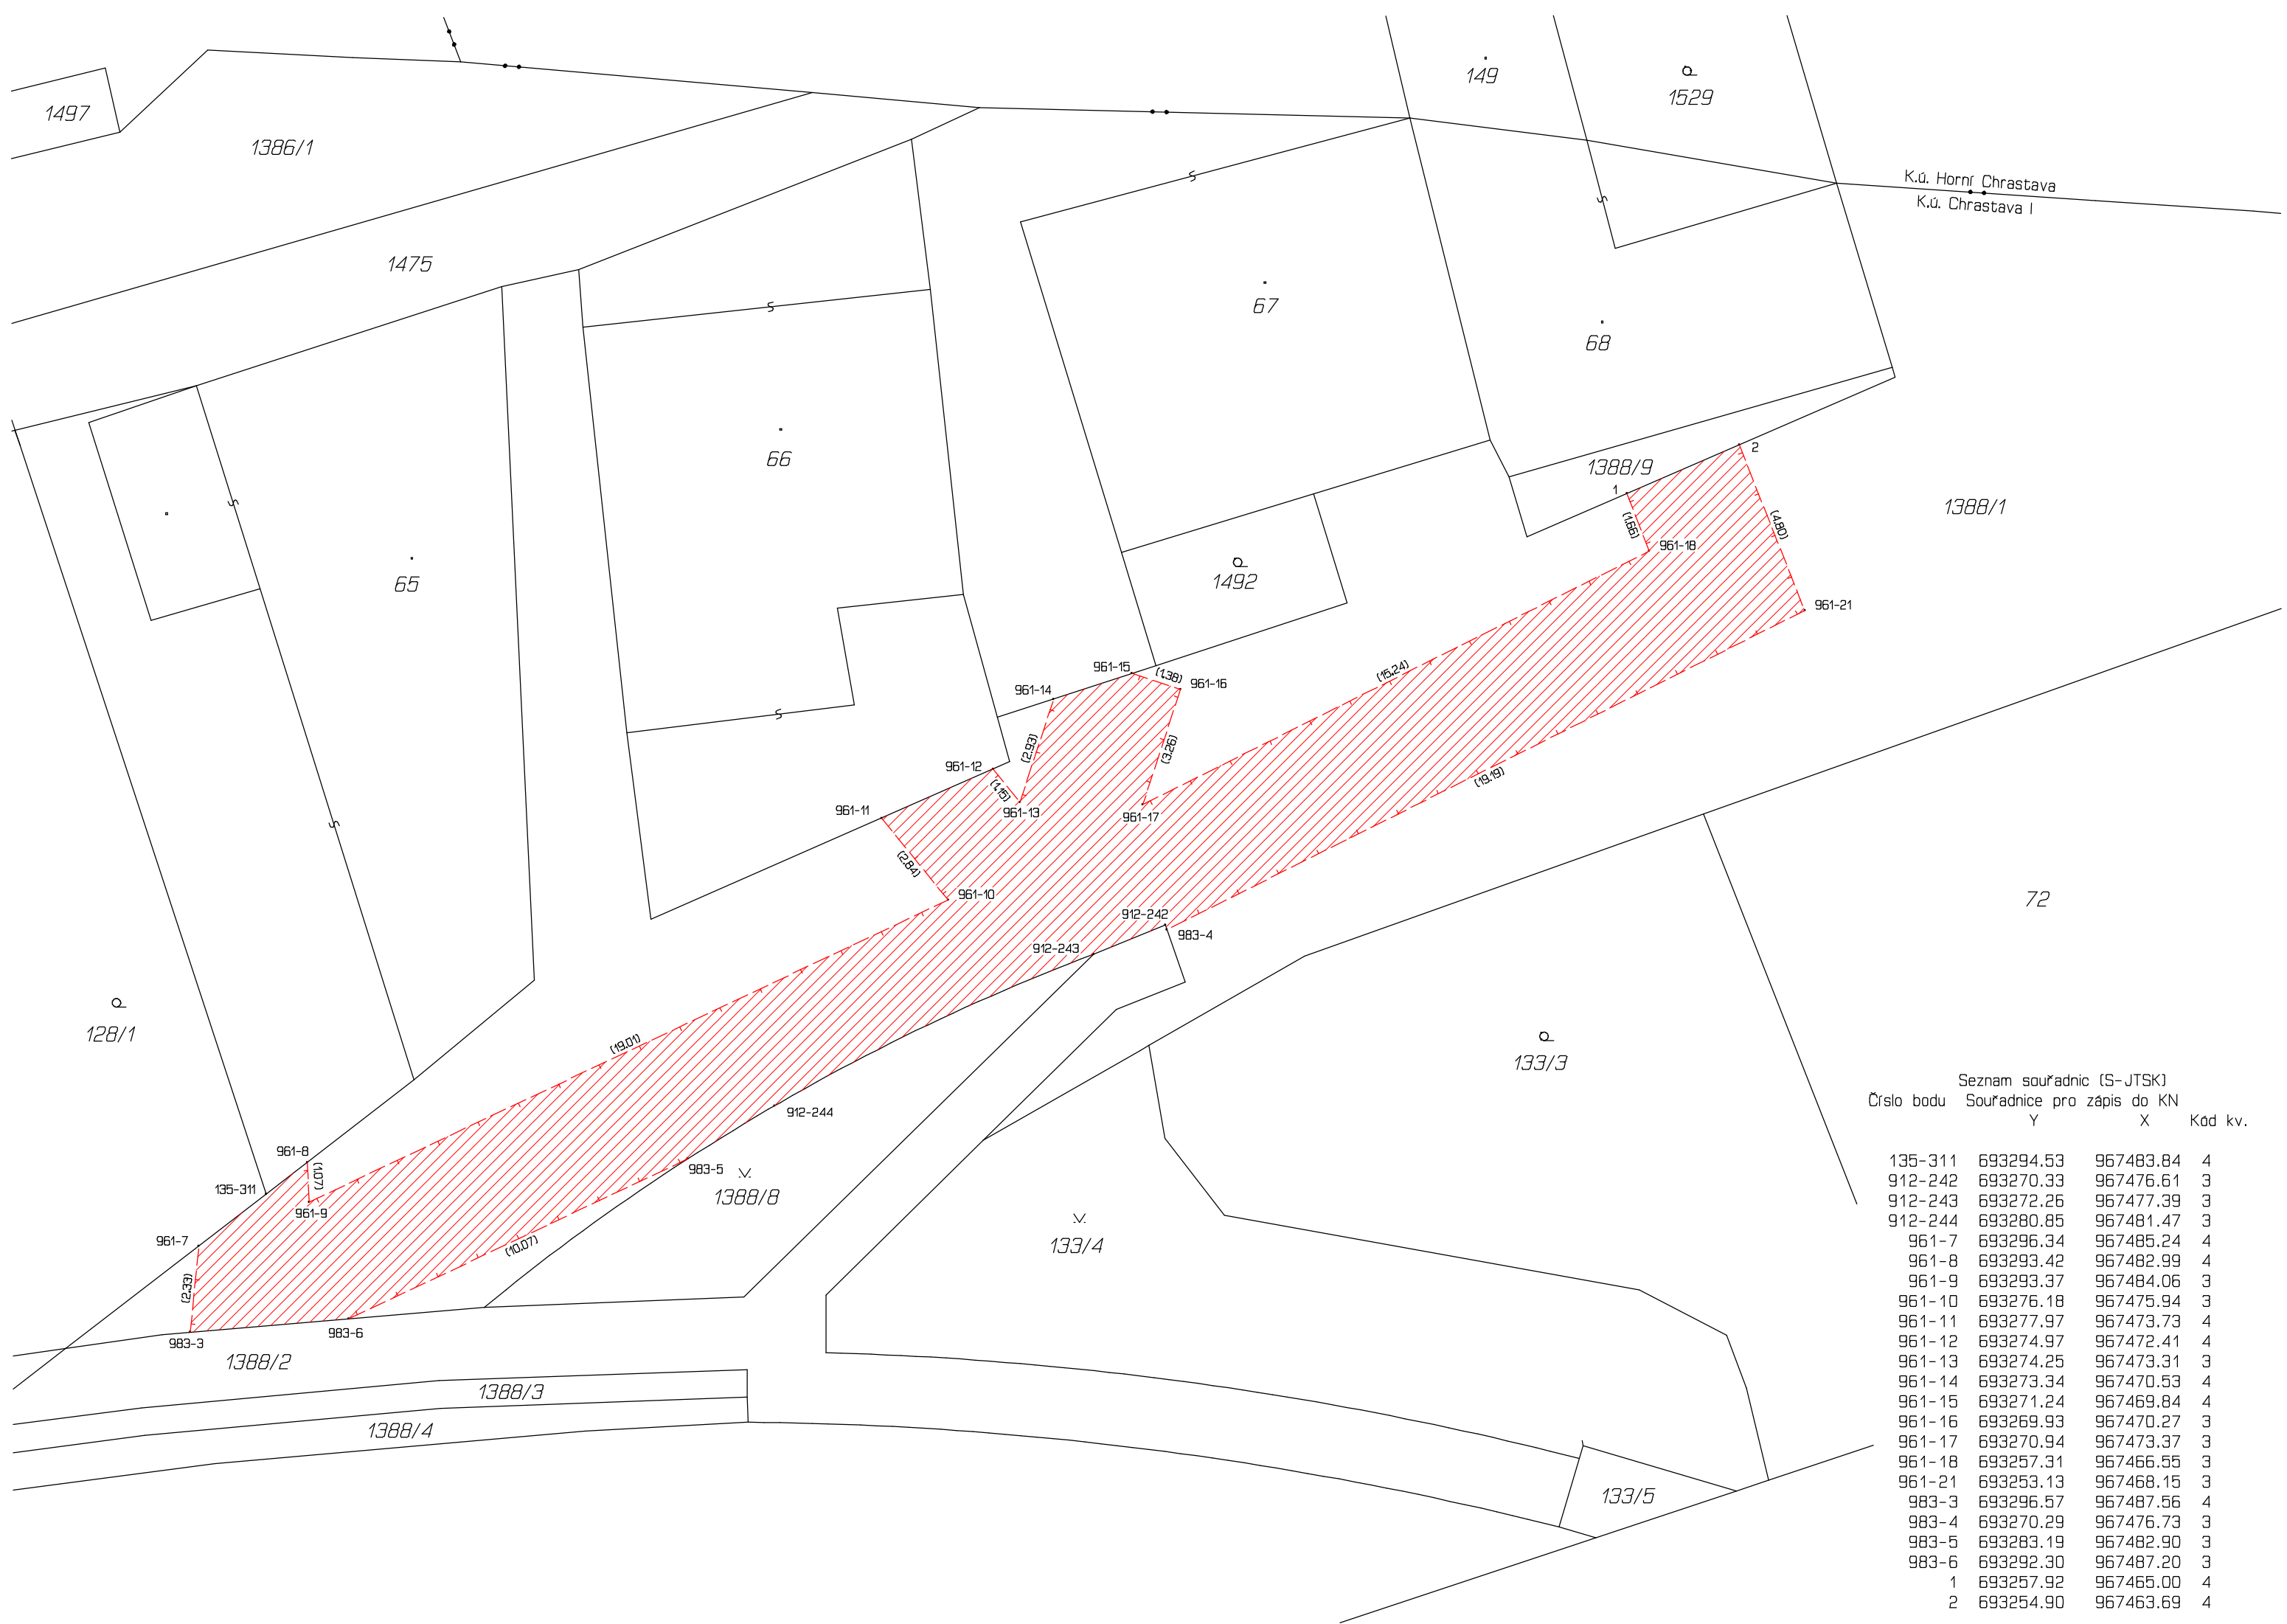 149
1529
1497
1386/1
K.ú. Horní Chrastava
K.ú. Chrastava I
1475
67
68
66
1388/9
2
1
1388/1
(1.66)
(4.80)
961-18
65
1492
961-21
961-15
(1.38)
961-16
961-14
(15.24)
(2.93)
(3.26)
961-12
(1.15)
(19.19)
961-11
961-13
961-17
(2.84)
961-10
72
912-242
983-4
912-243
128/1
(19.01)
133/3
912-244
961-8
(1.07)
983-5
135-311
1388/8
961-9
961-7
(10.07)
133/4
(2.33)
983-3
983-6
1388/2
1388/3
1388/4
133/5
Seznam souřadnic (S-JTSK)
Číslo bodu Souřadnice pro zápis do KN
Y X Kód kv.
135-311 693294.53 967483.84 4
912-242 693270.33 967476.61 3
912-243 693272.26 967477.39 3
912-244 693280.85 967481.47 3
961-7 693296.34 967485.24 4
961-8 693293.42 967482.99 4
961-9 693293.37 967484.06 3
961-10 693276.18 967475.94 3
961-11 693277.97 967473.73 4
961-12 693274.97 967472.41 4
961-13 693274.25 967473.31 3
961-14 693273.34 967470.53 4
961-15 693271.24 967469.84 4
961-16 693269.93 967470.27 3
961-17 693270.94 967473.37 3
961-18 693257.31 967466.55 3
961-21 693253.13 967468.15 3
983-3 693296.57 967487.56 4
983-4 693270.29 967476.73 3
983-5 693283.19 967482.90 3
983-6 693292.30 967487.20 3
1 693257.92 967465.00 4
2 693254.90 967463.69 4